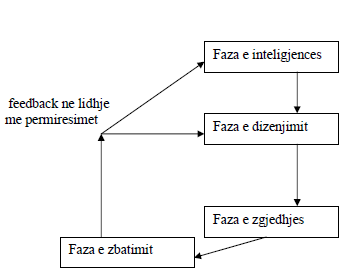 Faza e inteligjences
feedback ne lidhje
me permiresimet
Faza e dizenjimit
Faza e zgjedhjes
Faza e zbatimit